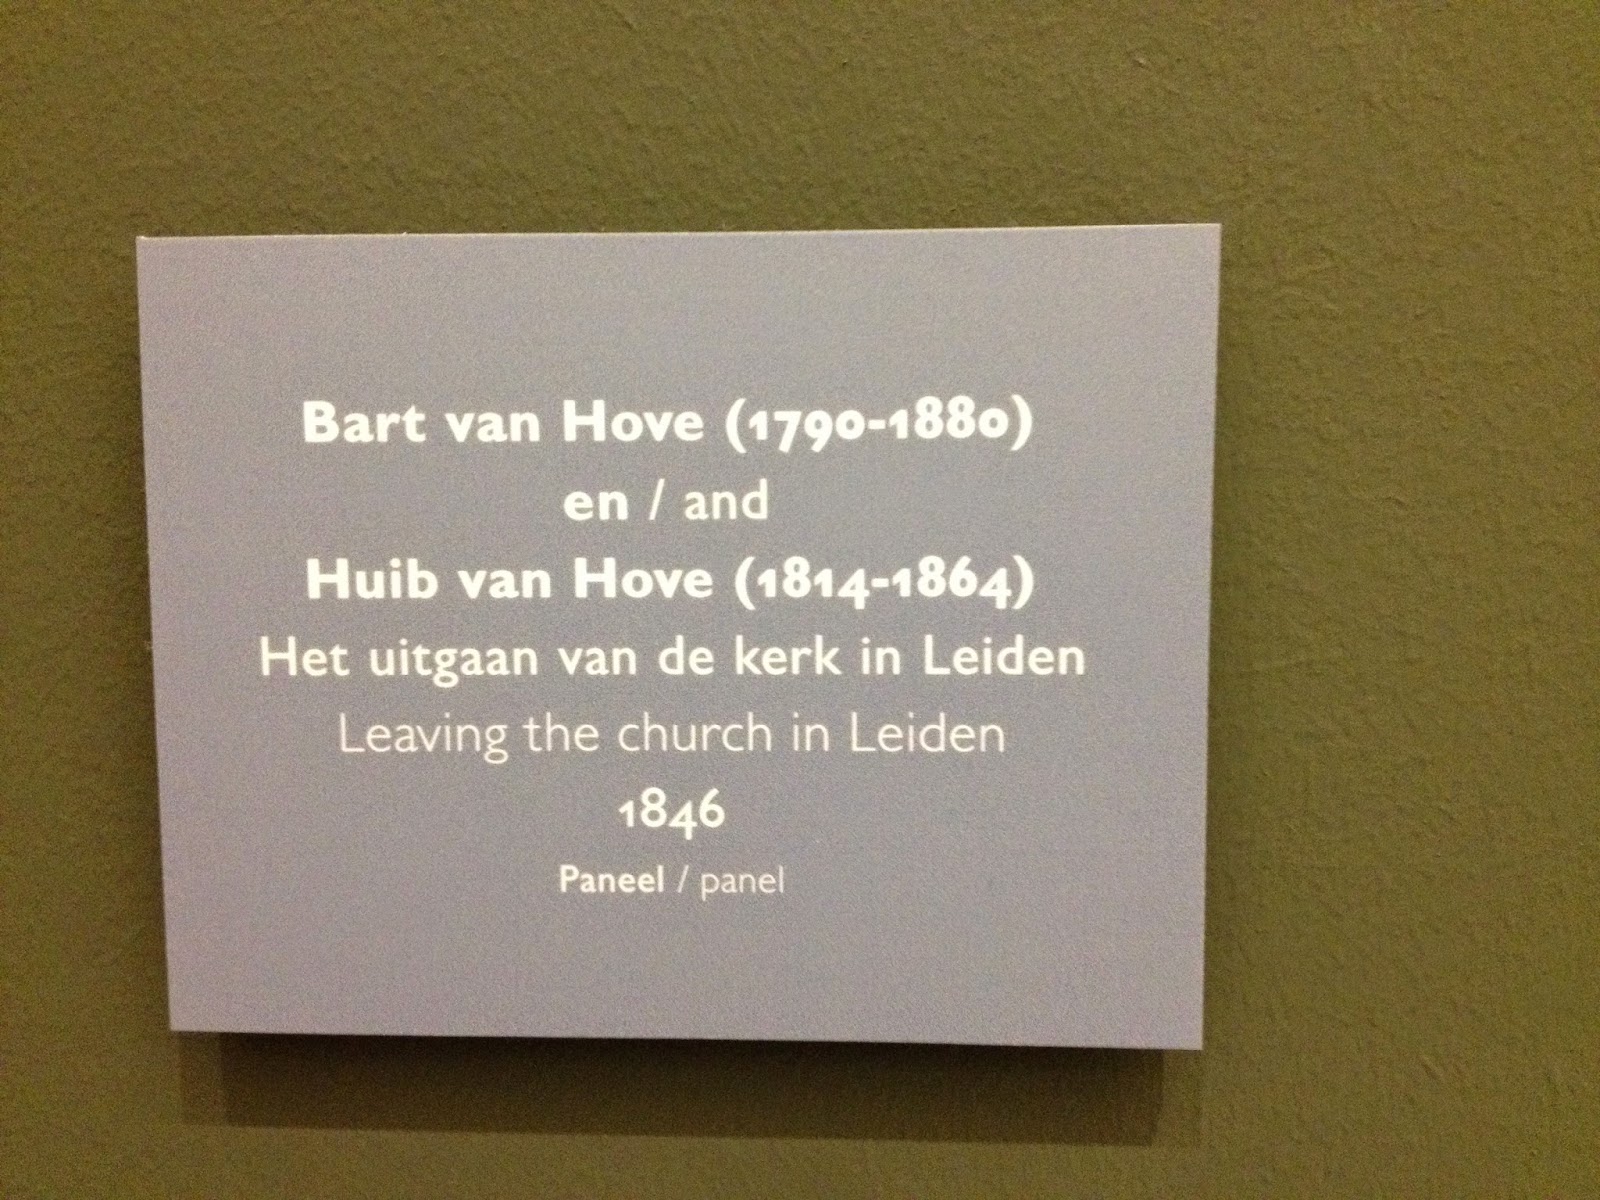 Bart van Hove (1790-1880)
en / and
Huib van Hove (1814-1864)
Het uitgaan van de kerk in Leiden
Leaving the church in Leiden
1846
Paneel / panel